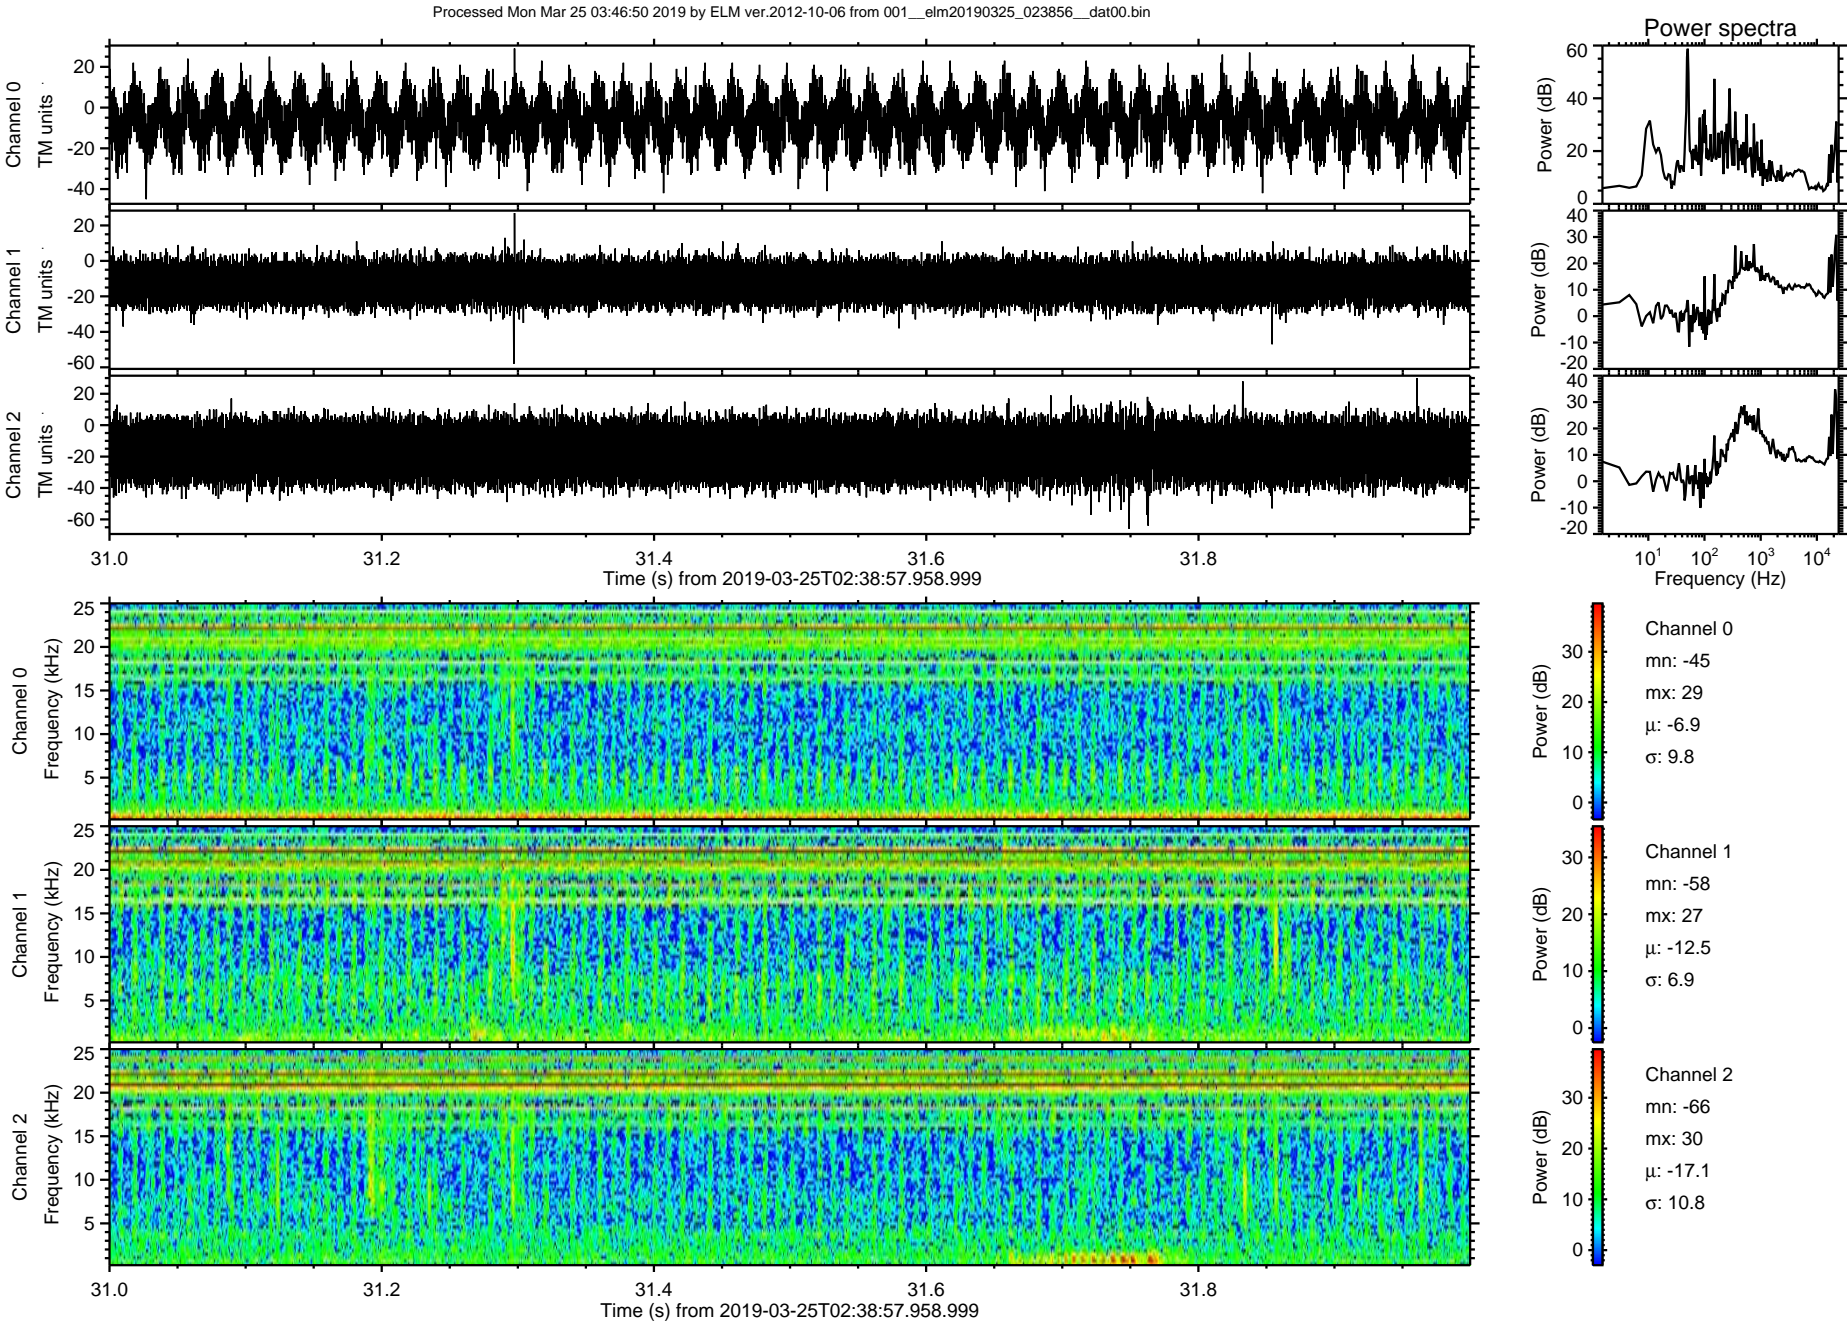 Processed Mon Mar 25 03:46:50 2019 by ELM ver.2012-10-06 from 001__elm20190325_023856__dat00.bin
Power spectra
Channel 0
TM units
20
0
-20
-40
Power (dB)
60
40
20
0
Channel 1
TM units
20
0
-20
-40
-60
Power (dB)
40
30
20
10
0
-10
-20
Channel 2
TM units
20
0
-20
-40
-60
Power (dB)
40
30
20
10
0
-10
-20
31.0 31.2 31.4 31.6 31.8
Time (s) from 2019-03-25T02:38:57.958.999
10¹ 10² 10³ 10⁴
Frequency (Hz)
Channel 0
Frequency (kHz)
25
20
15
10
5
Power (dB)
30
20
10
0
Channel 0
mn: -45
mx: 29
μ: -6.9
σ: 9.8
Channel 1
Frequency (kHz)
25
20
15
10
5
Power (dB)
30
20
10
0
Channel 1
mn: -58
mx: 27
μ: -12.5
σ: 6.9
Channel 2
Frequency (kHz)
25
20
15
10
5
Power (dB)
30
20
10
0
Channel 2
mn: -66
mx: 30
μ: -17.1
σ: 10.8
31.0 31.2 31.4 31.6 31.8
Time (s) from 2019-03-25T02:38:57.958.999